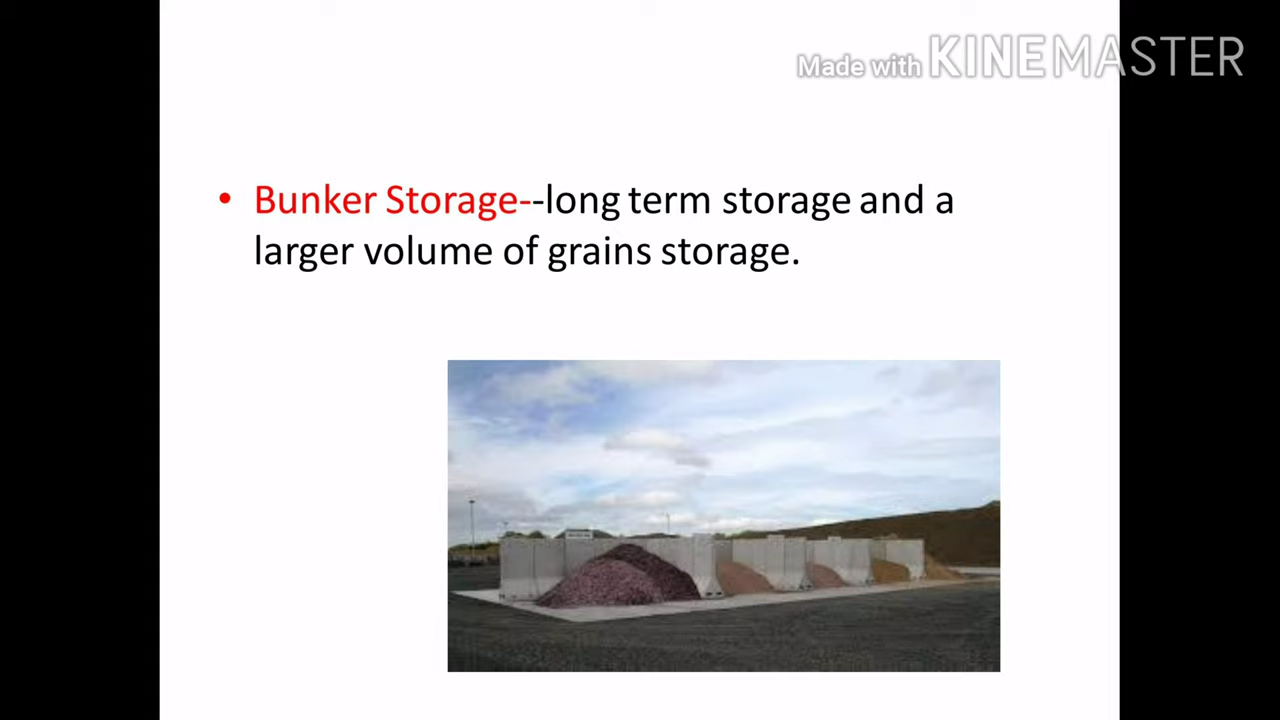 Made with KINEMASTER
• Bunker Storage--long term storage and a
larger volume of grains storage.